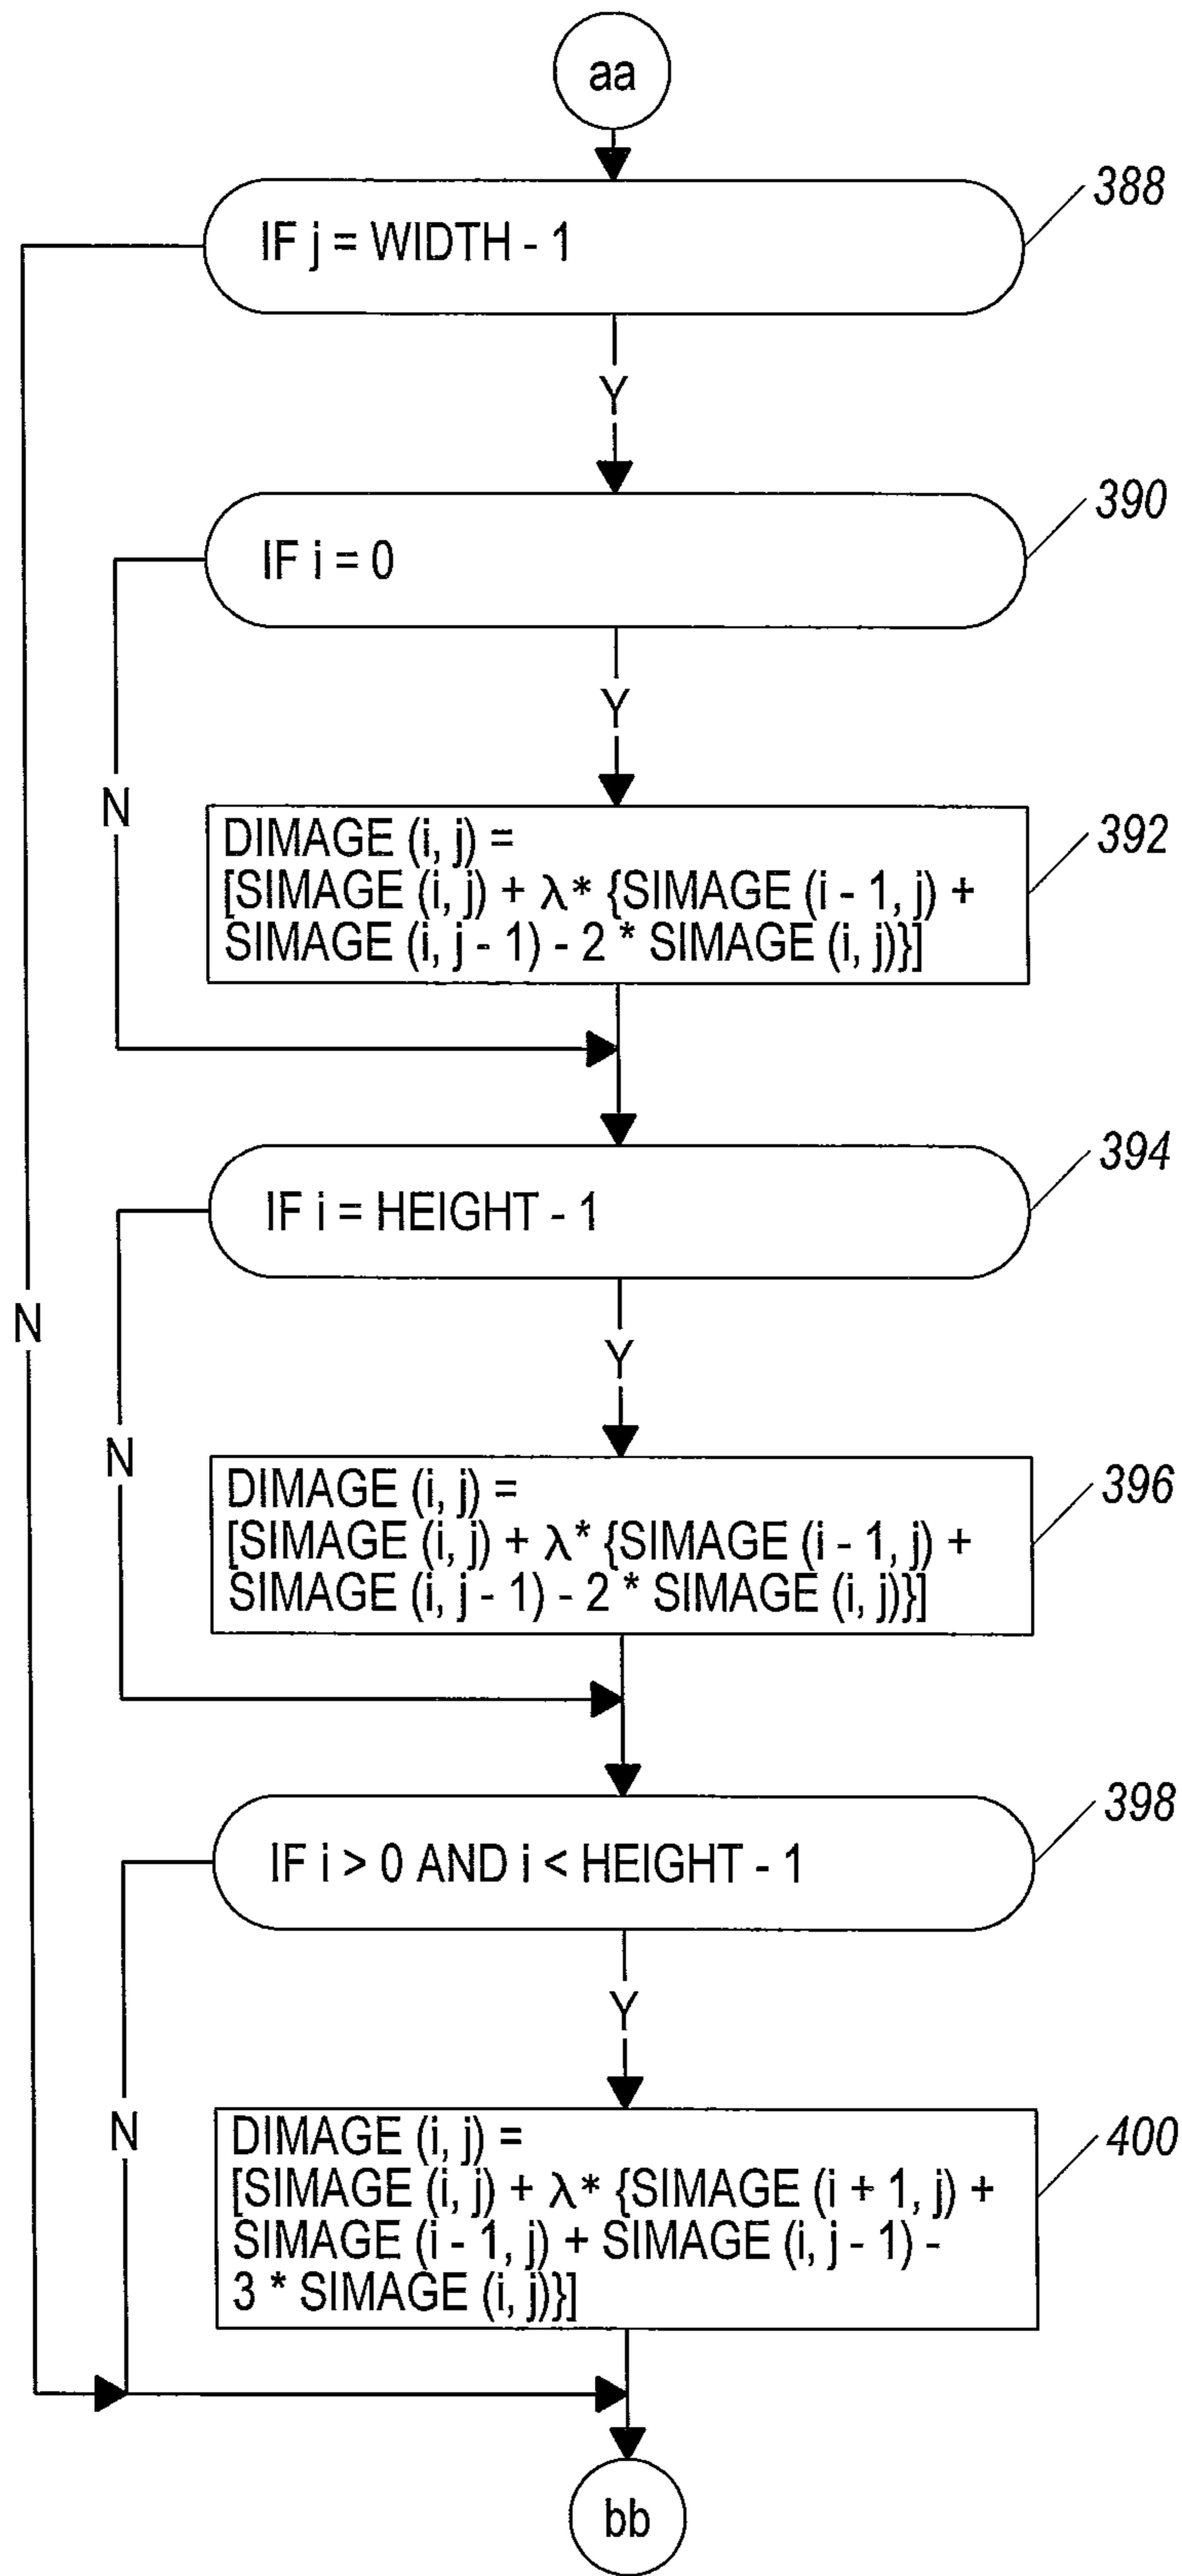 aa
IF j = WIDTH - 1
388
Y
IF i = 0
390
Y
N
DIMAGE (i, j) =
[SIMAGE (i, j) + λ* {SIMAGE (i - 1, j) +
SIMAGE (i, j - 1) - 2 * SIMAGE (i, j)}]
392
IF i = HEIGHT - 1
394
N
Y
N
DIMAGE (i, j) =
[SIMAGE (i, j) + λ* {SIMAGE (i - 1, j) +
SIMAGE (i, j - 1) - 2 * SIMAGE (i, j)}]
396
IF i > 0 AND i < HEIGHT - 1
398
Y
N
DIMAGE (i, j) =
[SIMAGE (i, j) + λ* {SIMAGE (i + 1, j) +
SIMAGE (i - 1, j) + SIMAGE (i, j - 1) -
3 * SIMAGE (i, j)}]
400
bb